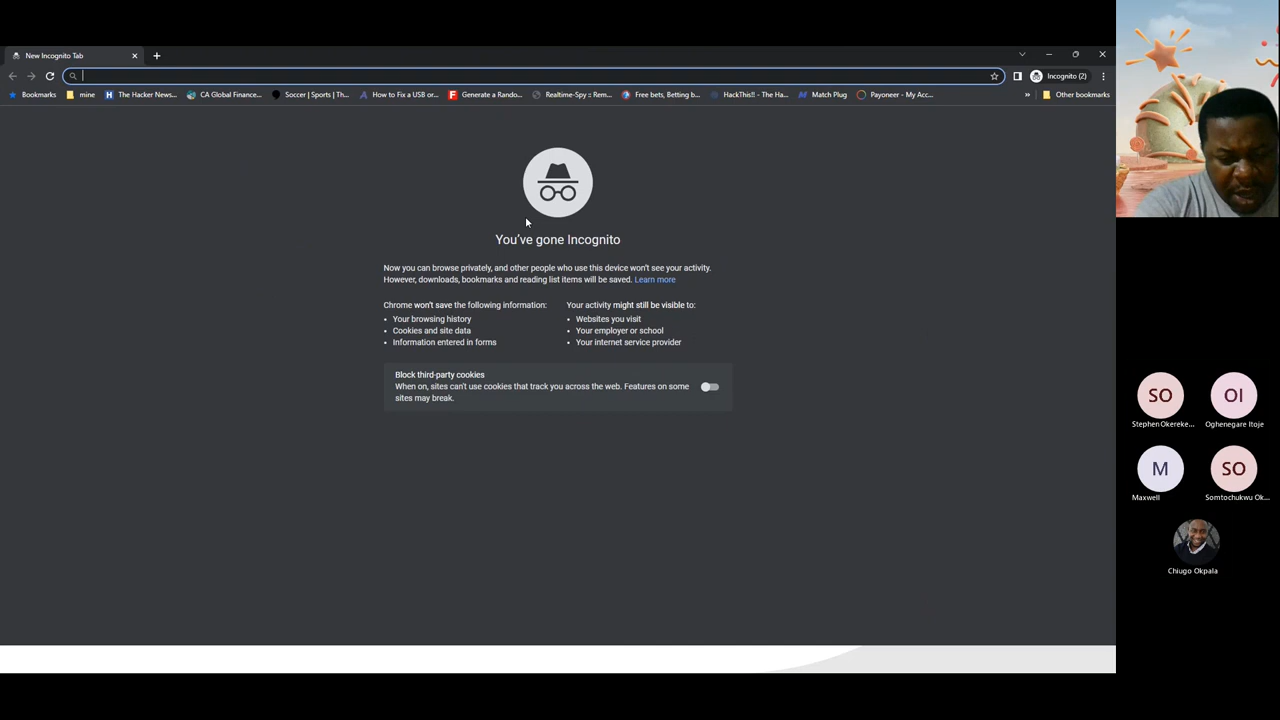 New Incognito Tab
Incognito (2)
Bookmarks
mine
The Hacker News...
CA Global Finance...
Soccer | Sports | Th...
How to Fix a USB or...
Generate a Rando...
Realtime-Spy :: Rem...
Free bets, Betting b...
HackThis!! - The Ha...
Match Plug
Payoneer - My Acc...
»
Other bookmarks
You've gone Incognito
Now you can browse privately, and other people who use this device won't see your activity.
However, downloads, bookmarks and reading list items will be saved. Learn more
Chrome won't save the following information:
• Your browsing history
• Cookies and site data
• Information entered in forms
Your activity might still be visible to:
• Websites you visit
• Your employer or school
• Your internet service provider
Block third-party cookies
When on, sites can't use cookies that track you across the web. Features on some
sites may break.
SO
Stephen Okereke...
OI
Oghenegare Itoje
M
Maxwell
SO
Somtochukwu Ok...
Chiugo Okpala